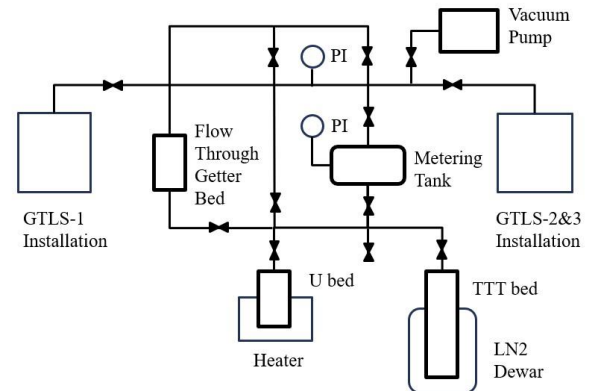 Vacuum
Pump
PI
PI
Flow
Through
Getter
Bed
Metering
Tank
GTLS-1
Installation
GTLS-2&3
Installation
U bed
TTT bed
Heater
LN2
Dewar